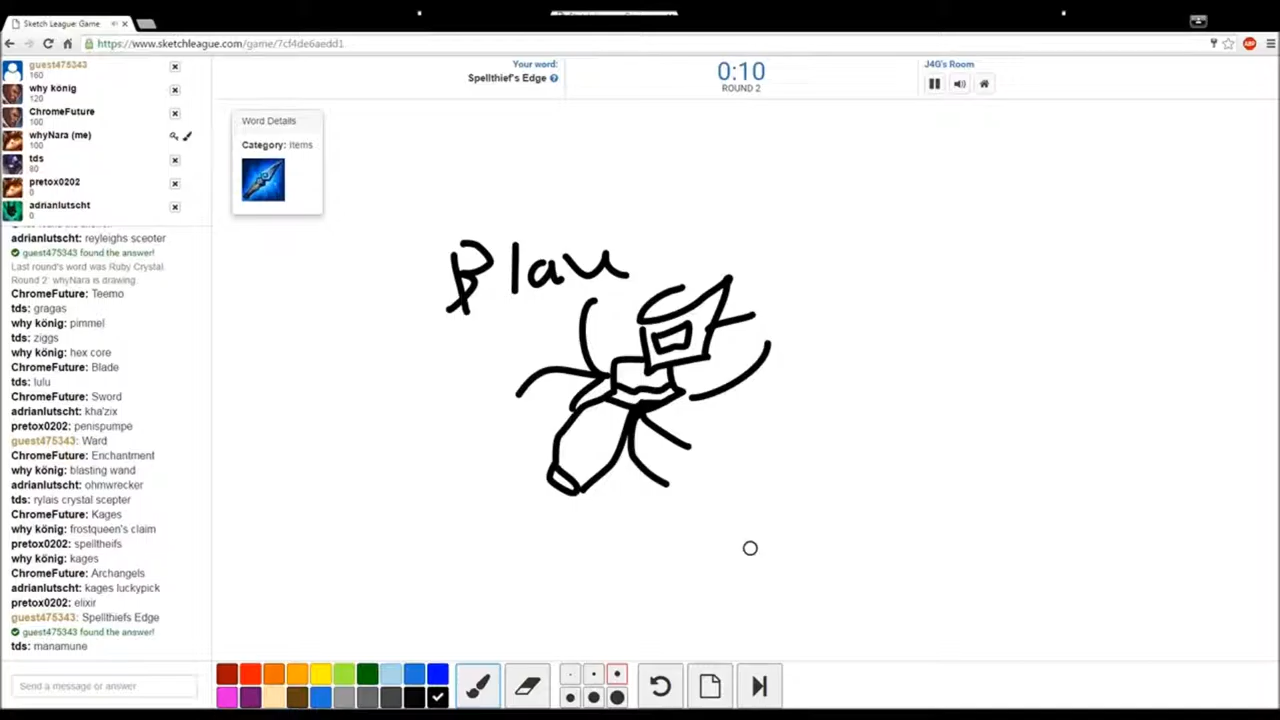 Sketch League: Game
https://www.sketchleague.com/game/7cf4de6aedd1
guest475343
160
why könig
120
ChromeFuture
100
whyNara (me)
100
tds
80
pretox0202
0
adrianlutscht
0
Your word:
Spellthief's Edge
0:10
ROUND 2
J4G's Room
Word Details
Category: Items
Blau
adrianlutscht: reyleighs sceoter
guest475343 found the answer!
Last round's word was Ruby Crystal.
Round 2: whyNara is drawing.
ChromeFuture: Teemo
tds: gragas
why könig: pimmel
tds: ziggs
why könig: hex core
ChromeFuture: Blade
tds: lulu
ChromeFuture: Sword
adrianlutscht: kha'zix
pretox0202: penispumpe
guest475343: Ward
ChromeFuture: Enchantment
why könig: blasting wand
adrianlutscht: ohmwrecker
tds: rylais crystal scepter
ChromeFuture: Kages
why könig: frostqueen's claim
pretox0202: spelltheifs
why könig: kages
ChromeFuture: Archangels
adrianlutscht: kages luckypick
pretox0202: elixir
guest475343: Spellthiefs Edge
guest475343 found the answer!
tds: manamune
Send a message or answer